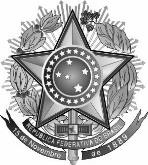 REPÚBLICA FEDERATIVA DO BRASIL
15 de Novembro de 1889